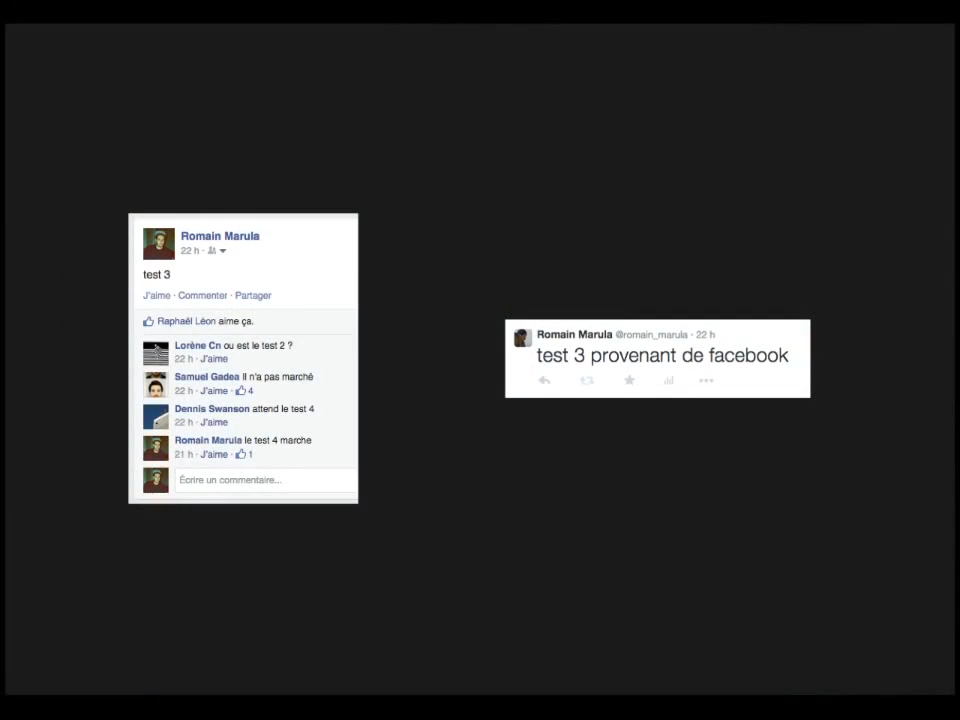 Romain Marula
22 h ·
test 3
J'aime · Commenter · Partager
Raphaël Léon aime ça.
Lorène Cn ou est le test 2 ?
22 h · J'aime
Samuel Gadea Il n'a pas marché
22 h · J'aime · 4
Dennis Swanson attend le test 4
22 h · J'aime
Romain Marula le test 4 marche
21 h · J'aime · 1
Écrire un commentaire...
Romain Marula @romain_marula · 22 h
test 3 provenant de facebook